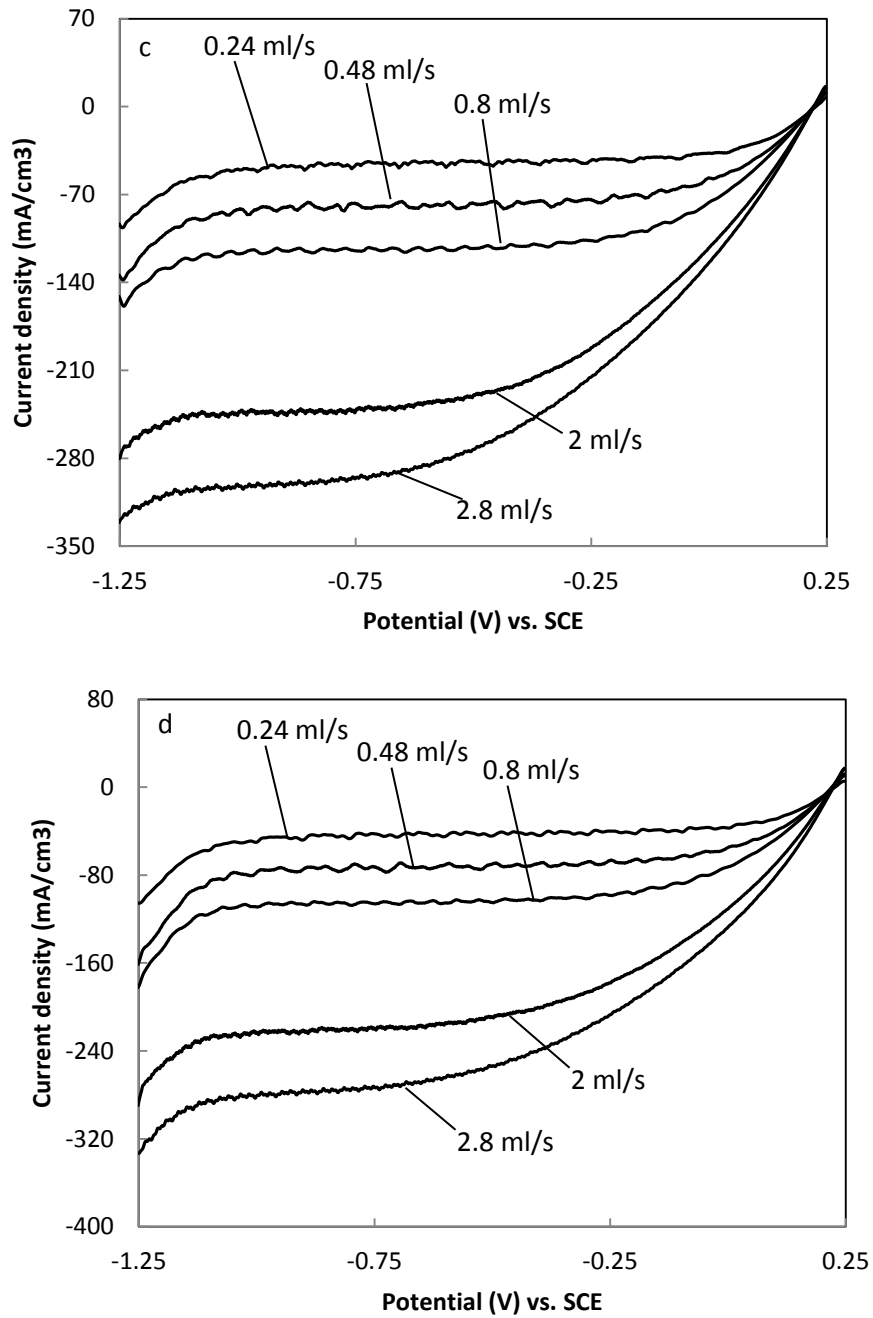 c
0.24 ml/s
0.48 ml/s
0.8 ml/s
2 ml/s
2.8 ml/s
70
0
-70
-140
-210
-280
-350
Current density (mA/cm3)
-1.25
-0.75
-0.25
0.25
Potential (V) vs. SCE
d
0.24 ml/s
0.48 ml/s
0.8 ml/s
2 ml/s
2.8 ml/s
80
0
-80
-160
-240
-320
-400
Current density (mA/cm3)
-1.25
-0.75
-0.25
0.25
Potential (V) vs. SCE